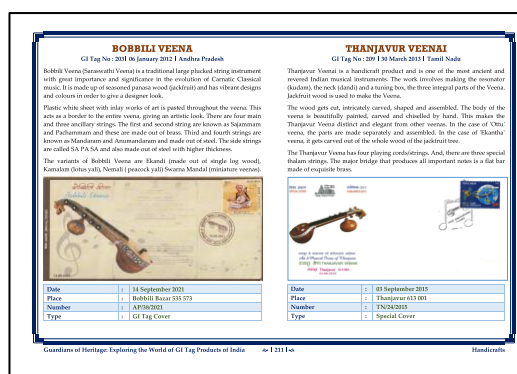 BOBBILI VEENA
GI Tag No : 203 | 06 January 2012 | Andhra Pradesh
Bobbili Veena (Saraswathi Veena) is a traditional large plucked string instrument
with great importance and significance in the evolution of Carnatic Classical
music. It is made up of seasoned panasa wood (jackfruit) and has vibrant designs
and colours in order to give a designer look.
Plastic white sheet with inlay works of art is pasted throughout the veena. This
acts as a border to the entire veena, giving an artistic look. There are four main
and three ancillary strings. The first and second string are known as Sajammam
and Pachammam and these are made out of brass. Third and fourth strings are
known as Mandaram and Anumandaram and made out of steel. The side strings
are called SA PA SA and also made out of steel with higher thickness.
The variants of Bobbili Veena are Ekandi (made out of single log wood),
Kamalam (lotus yali), Nemali ( peacock yali) Swarna Mandal (miniature veenas).
Bobbili Veena
Date : 14 September 2021
Place : Bobbili Bazar 535 573
Number : AP/38/2021
Type : GI Tag Cover
THANJAVUR VEENAI
GI Tag No : 209 | 30 March 2013 | Tamil Nadu
Thanjavur Veenai is a handicraft product and is one of the most ancient and
revered Indian musical instruments. The work involves making the resonator
(kudam), the neck (dandi) and a tuning box, the three integral parts of the Veena.
Jackfruit wood is used to make the Veena.
The wood gets cut, intricately carved, shaped and assembled. The body of the
veena is beautifully painted, carved and chiselled by hand. This makes the
Thanjavur Veena distinct and elegant from other veenas. In the case of 'Ottu'
veena, the parts are made separately and assembled. In the case of 'Ekantha'
veena, it gets carved out of the whole wood of the jackfruit tree.
The Thanjavur Veena has four playing cords/strings. And, there are three special
thalam strings. The major bridge that produces all important notes is a flat bar
made of exquisite brass.
Date : 03 September 2015
Place : Thanjavur 613 001
Number : TN/24/2015
Type : Special Cover
Guardians of Heritage: Exploring the World of GI Tag Products of India
| 211 |
Handicrafts